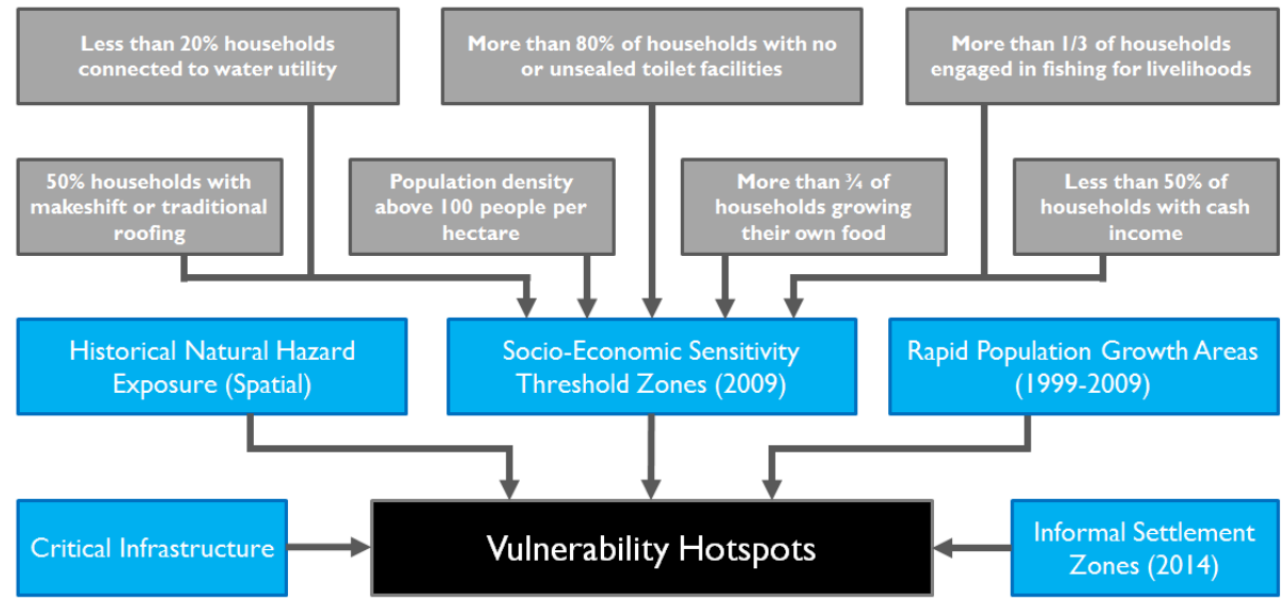 Less than 20% households
connected to water utility
More than 80% of households with no
or unsealed toilet facilities
More than 1/3 of households
engaged in fishing for livelihoods
50% households with
makeshift or traditional
roofing
Population density
above 100 people per
hectare
More than ¾ of
households growing
their own food
Less than 50% of
households with cash
income
Historical Natural Hazard
Exposure (Spatial)
Socio-Economic Sensitivity
Threshold Zones (2009)
Rapid Population Growth Areas
(1999-2009)
Critical Infrastructure
Vulnerability Hotspots
Informal Settlement
Zones (2014)